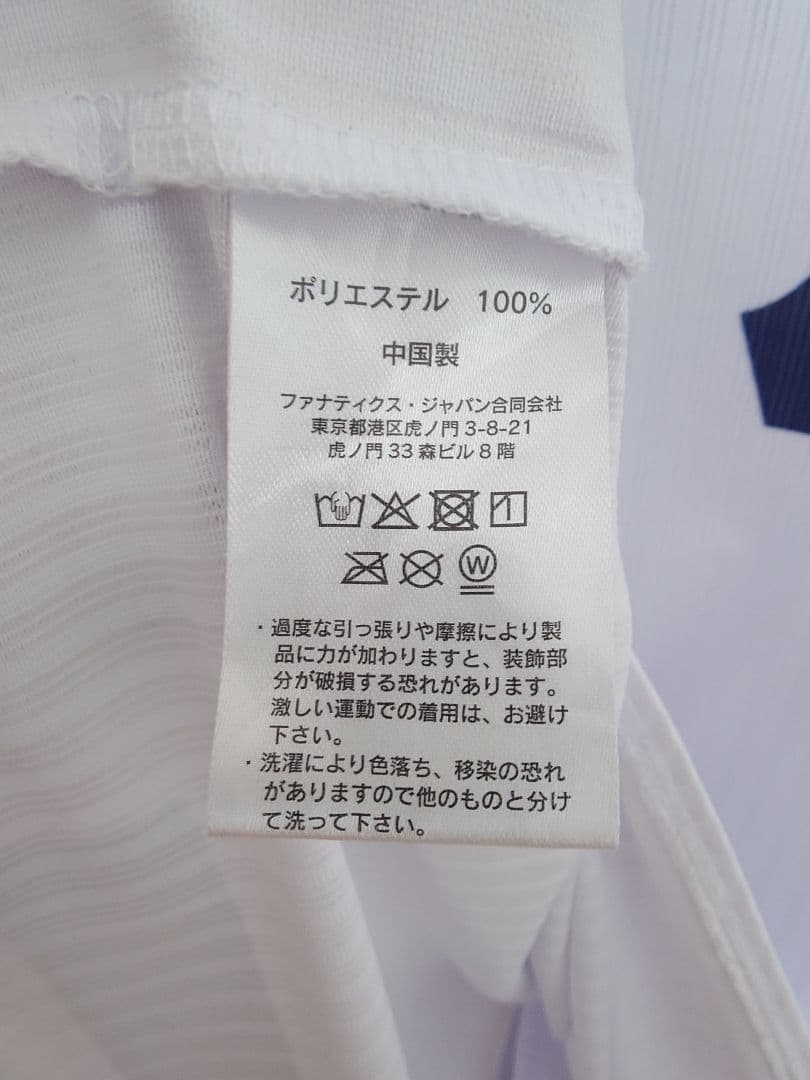 ポリエステル 100%
中国製
ファナティクス・ジャパン合同会社
東京都港区虎ノ門3-8-21
虎ノ門33森ビル8階
W
・過度な引っ張りや摩擦により製
品に力が加わりますと、装飾部
分が破損する恐れがあります。
激しい運動での着用は、お避け
下さい。
・洗濯により色落ち、移染の恐れ
がありますので他のものと分け
て洗って下さい。